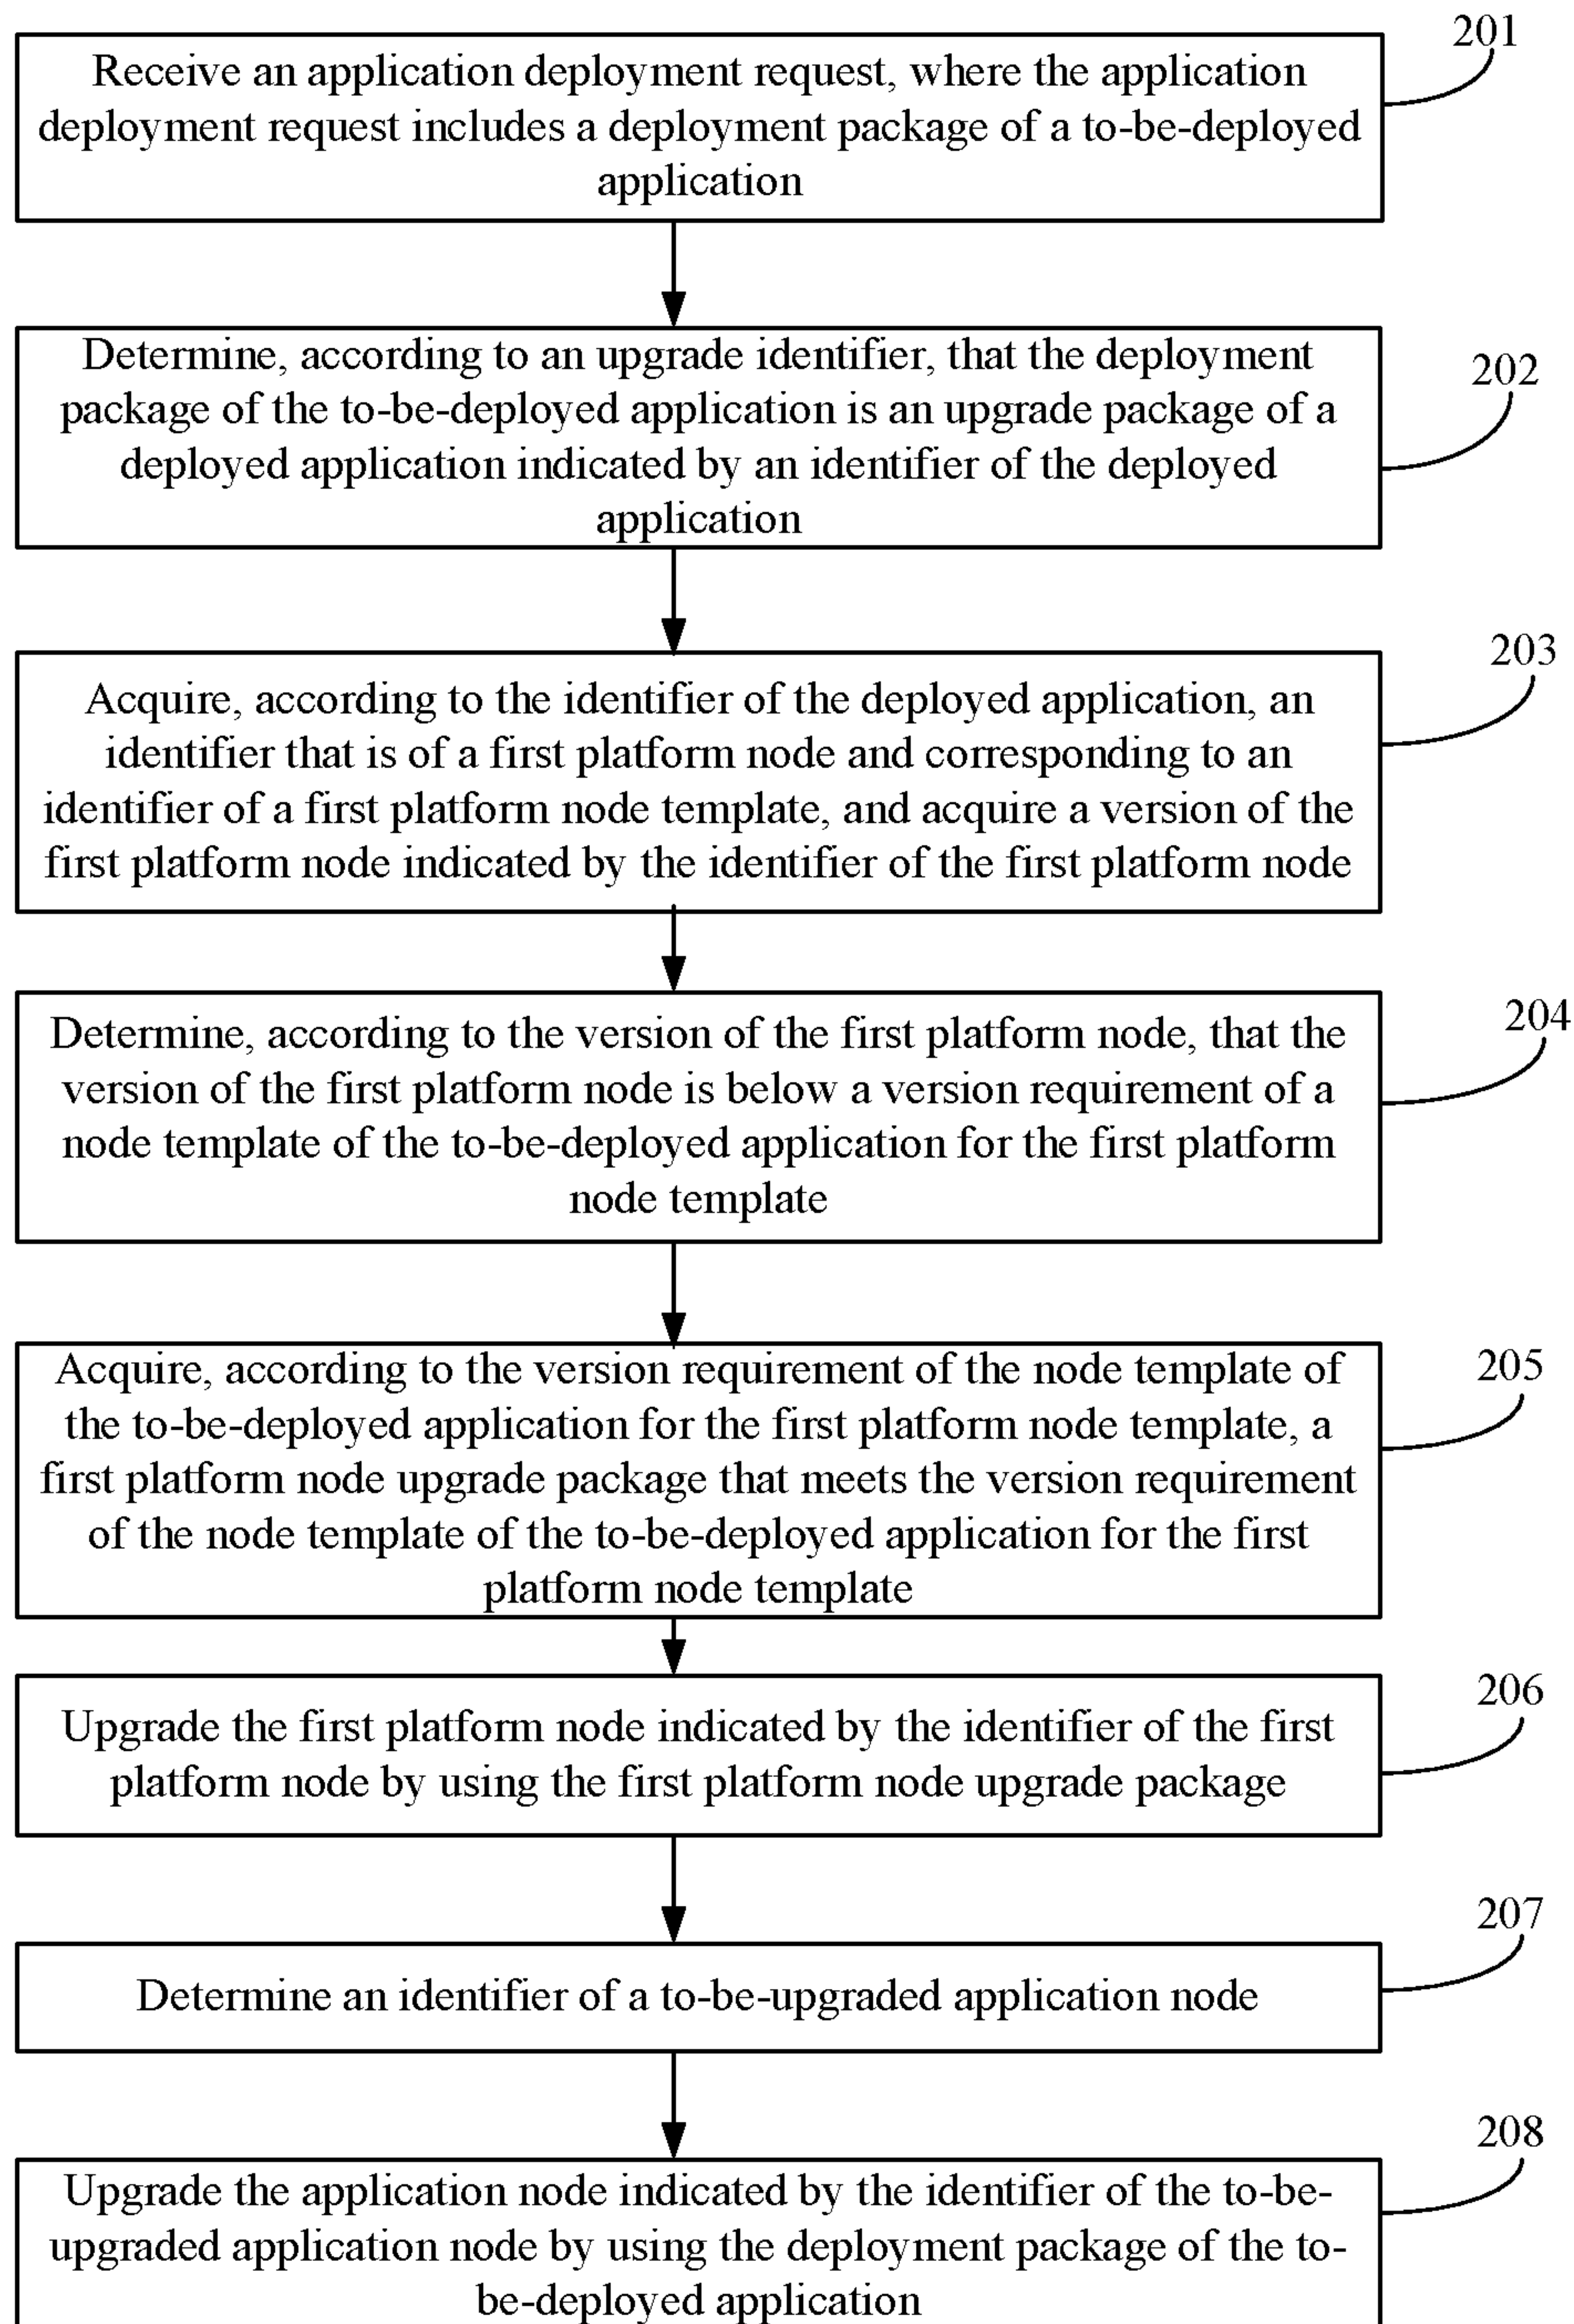 201
Receive an application deployment request, where the application
deployment request includes a deployment package of a to-be-deployed
application
202
Determine, according to an upgrade identifier, that the deployment
package of the to-be-deployed application is an upgrade package of a
deployed application indicated by an identifier of the deployed
application
203
Acquire, according to the identifier of the deployed application, an
identifier that is of a first platform node and corresponding to an
identifier of a first platform node template, and acquire a version of the
first platform node indicated by the identifier of the first platform node
204
Determine, according to the version of the first platform node, that the
version of the first platform node is below a version requirement of a
node template of the to-be-deployed application for the first platform
node template
205
Acquire, according to the version requirement of the node template of
the to-be-deployed application for the first platform node template, a
first platform node upgrade package that meets the version requirement
of the node template of the to-be-deployed application for the first
platform node template
206
Upgrade the first platform node indicated by the identifier of the first
platform node by using the first platform node upgrade package
207
Determine an identifier of a to-be-upgraded application node
208
Upgrade the application node indicated by the identifier of the to-be-
upgraded application node by using the deployment package of the to-
be-deployed application